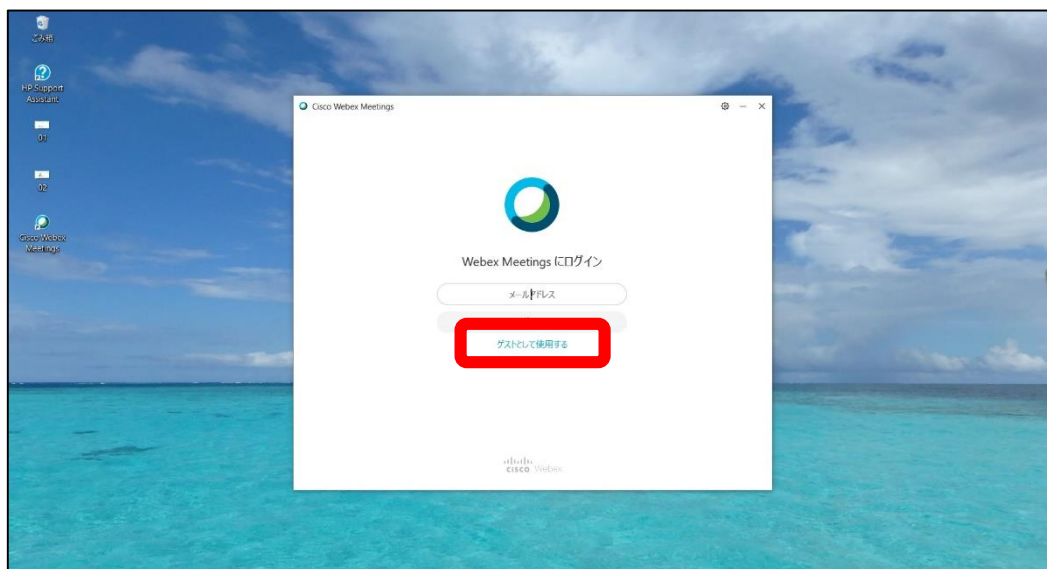 ごみ箱
HP Support
Assistant
01
02
Cisco Webex
Meetings
Cisco Webex Meetings
Webex Meetings にログイン
メールアドレス
ゲストとして使用する
cisco Webex